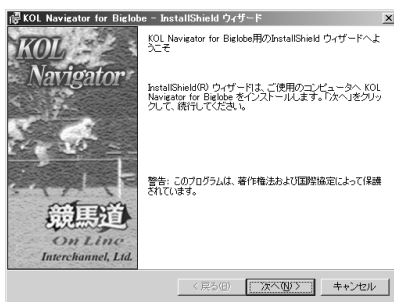 KOL Navigator for Biglobe - InstallShield ウィザード
KOL
Navigator
競馬道
On Line
Interchannel, Ltd.
KOL Navigator for Biglobe用のInstallShield ウィザードへよ
うこそ
InstallShield(R) ウィザードは、ご使用のコンピュータへ KOL
Navigator for Biglobe をインストールします。「次へ」をクリッ
クして、続行してください。
警告: このプログラムは、著作権法および国際協定によって保護
されています。
< 戻る(B)
次へ(N) >
キャンセル